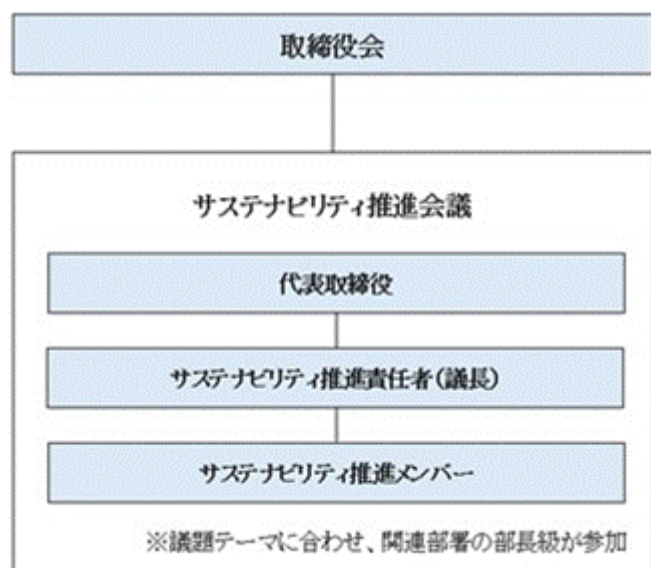 取締役会
サステナビリティ推進会議
代表取締役
サステナビリティ推進責任者(議長)
サステナビリティ推進メンバー
※議題テーマに合わせ、関連部署の部長級が参加